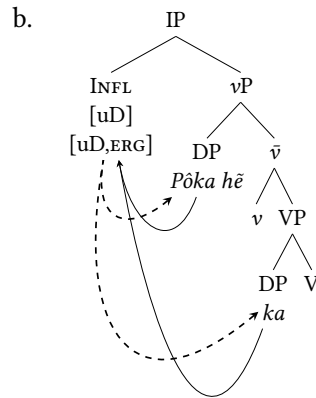 b.
IP
INFL
vP
[uD]
[uD,ERG]
DP
v̄
Pôka hẽ
v VP
DP V
ka